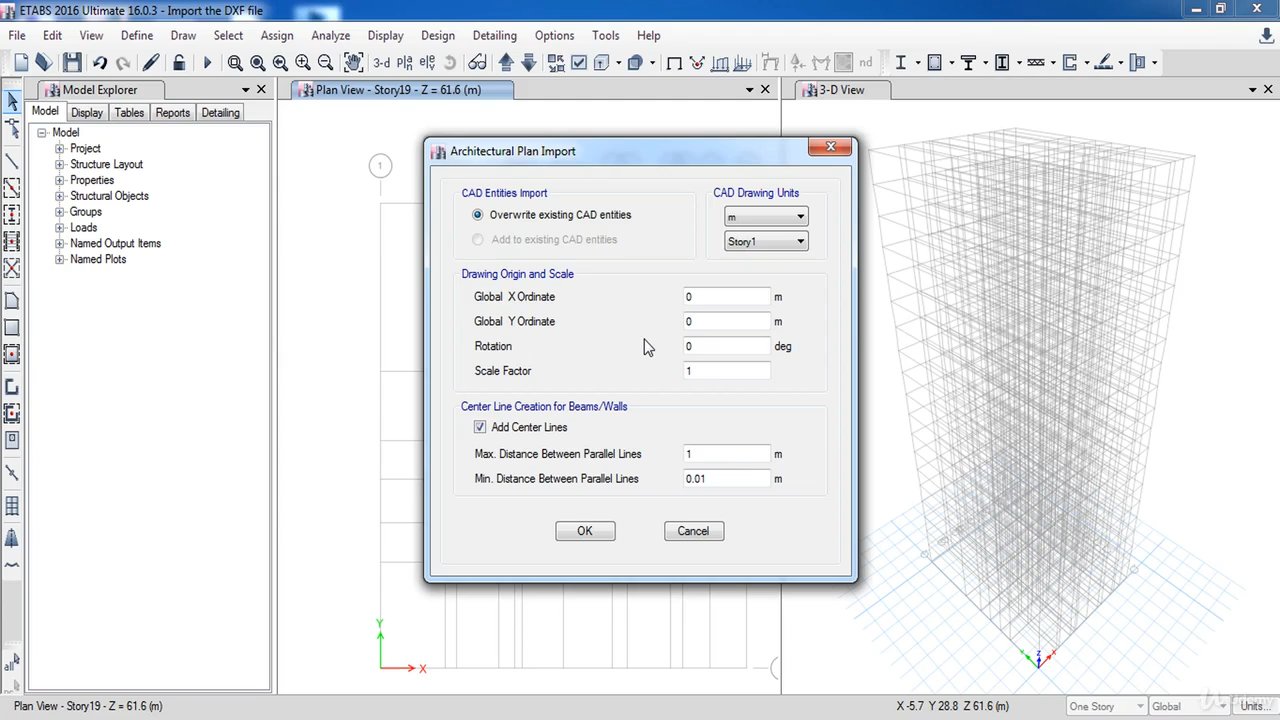 ETABS 2016 Ultimate 16.0.3 - Import the DXF file
File Edit View Define Draw Select Assign Analyze Display Design Detailing Options Tools Help
3-d
nd
Model Explorer
Plan View - Story19 - Z = 61.6 (m)
3-D View
Model Display Tables Reports Detailing
Model
Project
Structure Layout
Properties
Structural Objects
Groups
Loads
Named Output Items
Named Plots
1
Architectural Plan Import
CAD Entities Import
Overwrite existing CAD entities
Add to existing CAD entities
CAD Drawing Units
m
Story1
Drawing Origin and Scale
Global X Ordinate 0 m
Global Y Ordinate 0 m
Rotation 0 deg
Scale Factor 1
Center Line Creation for Beams/Walls
Add Center Lines
Max. Distance Between Parallel Lines 1 m
Min. Distance Between Parallel Lines 0.01 m
OK Cancel
Y
X
Z
X
all
Plan View - Story19 - Z = 61.6 (m)
X -5.7 Y 28.8 Z 61.6 (m)
One Story
Global
Units...
Udemy